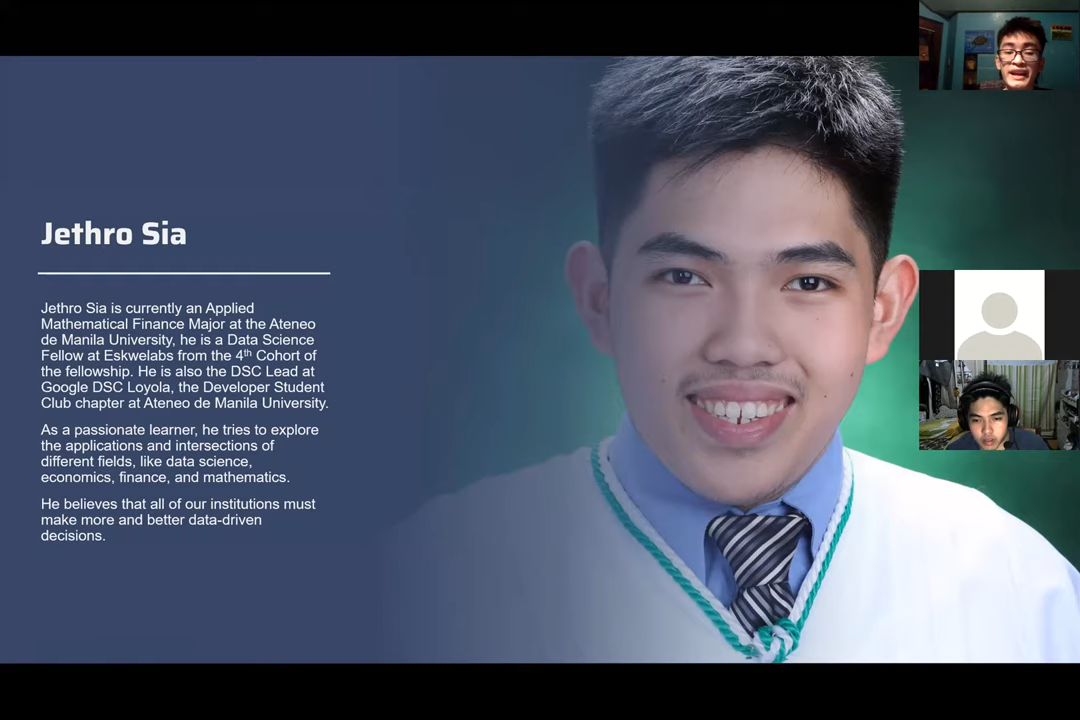 Jethro Sia
Jethro Sia is currently an Applied
Mathematical Finance Major at the Ateneo
de Manila University, he is a Data Science
Fellow at Eskwelabs from the 4th Cohort of
the fellowship. He is also the DSC Lead at
Google DSC Loyola, the Developer Student
Club chapter at Ateneo de Manila University.
As a passionate learner, he tries to explore
the applications and intersections of
different fields, like data science,
economics, finance, and mathematics.
He believes that all of our institutions must
make more and better data-driven
decisions.